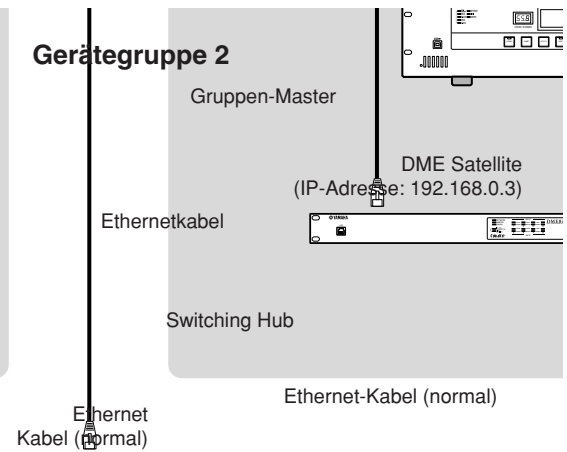 Gerätegruppe 2
Gruppen-Master
DME Satellite
(IP-Adresse: 192.168.0.3)
Ethernetkabel
YAMAHA
Switching Hub
Ethernet-Kabel (normal)
Ethernet
Kabel (normal)